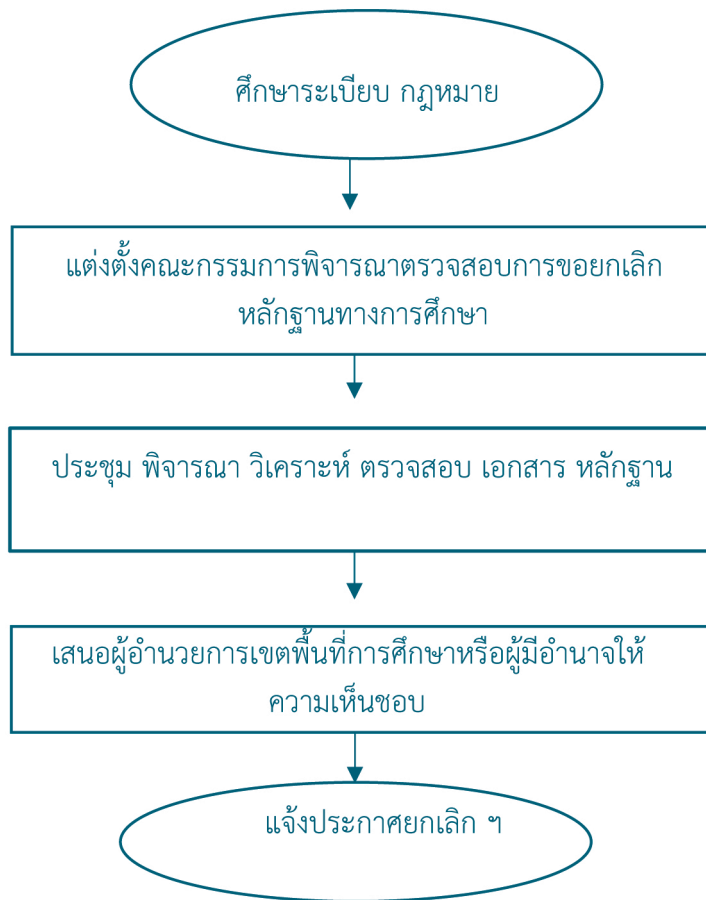 ศึกษาระเบียบ กฎหมาย
แต่งตั้งคณะกรรมการพิจารณาตรวจสอบการขอยกเลิก
หลักฐานทางการศึกษา
ประชุม พิจารณา วิเคราะห์ ตรวจสอบ เอกสาร หลักฐาน
เสนอผู้อำนวยการเขตพื้นที่การศึกษาหรือผู้มีอำนาจให้
ความเห็นชอบ
แจ้งประกาศยกเลิก ฯ